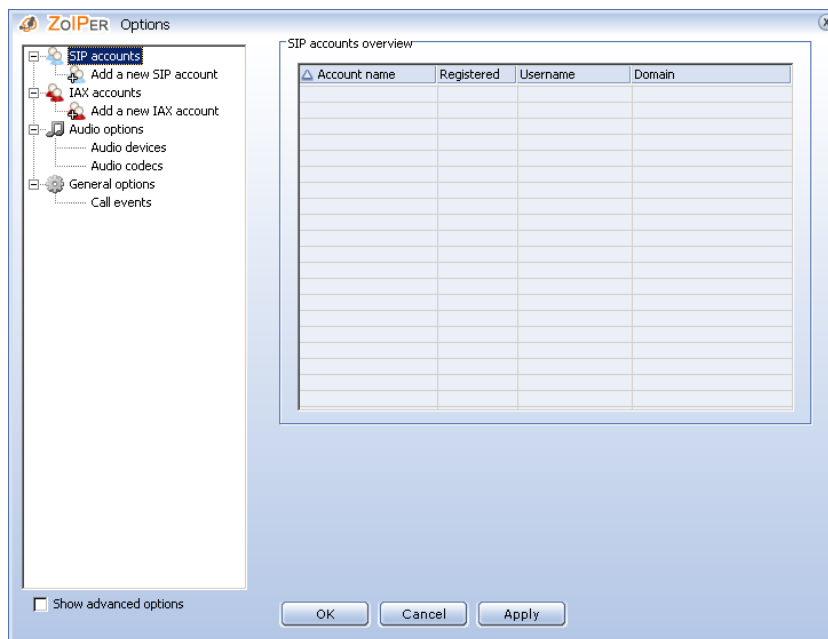 ZOIPER Options
SIP accounts
Add a new SIP account
IAX accounts
Add a new IAX account
Audio options
Audio devices
Audio codecs
General options
Call events
Show advanced options
SIP accounts overview
Account name Registered Username Domain
OK Cancel Apply